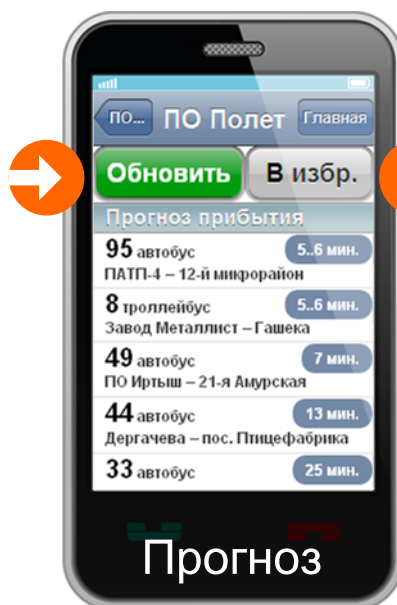 ПО... ПО Полет Главная
Обновить В избр.
Прогноз прибытия
95 автобус 5..6 мин.
ПАТП-4 – 12-й микрорайон
8 троллейбус 5..6 мин.
Завод Металлист – Гашека
49 автобус 7 мин.
ПО Иртыш – 21-я Амурская
44 автобус 13 мин.
Дергачева – пос. Птицефабрика
33 автобус 25 мин.
Прогноз